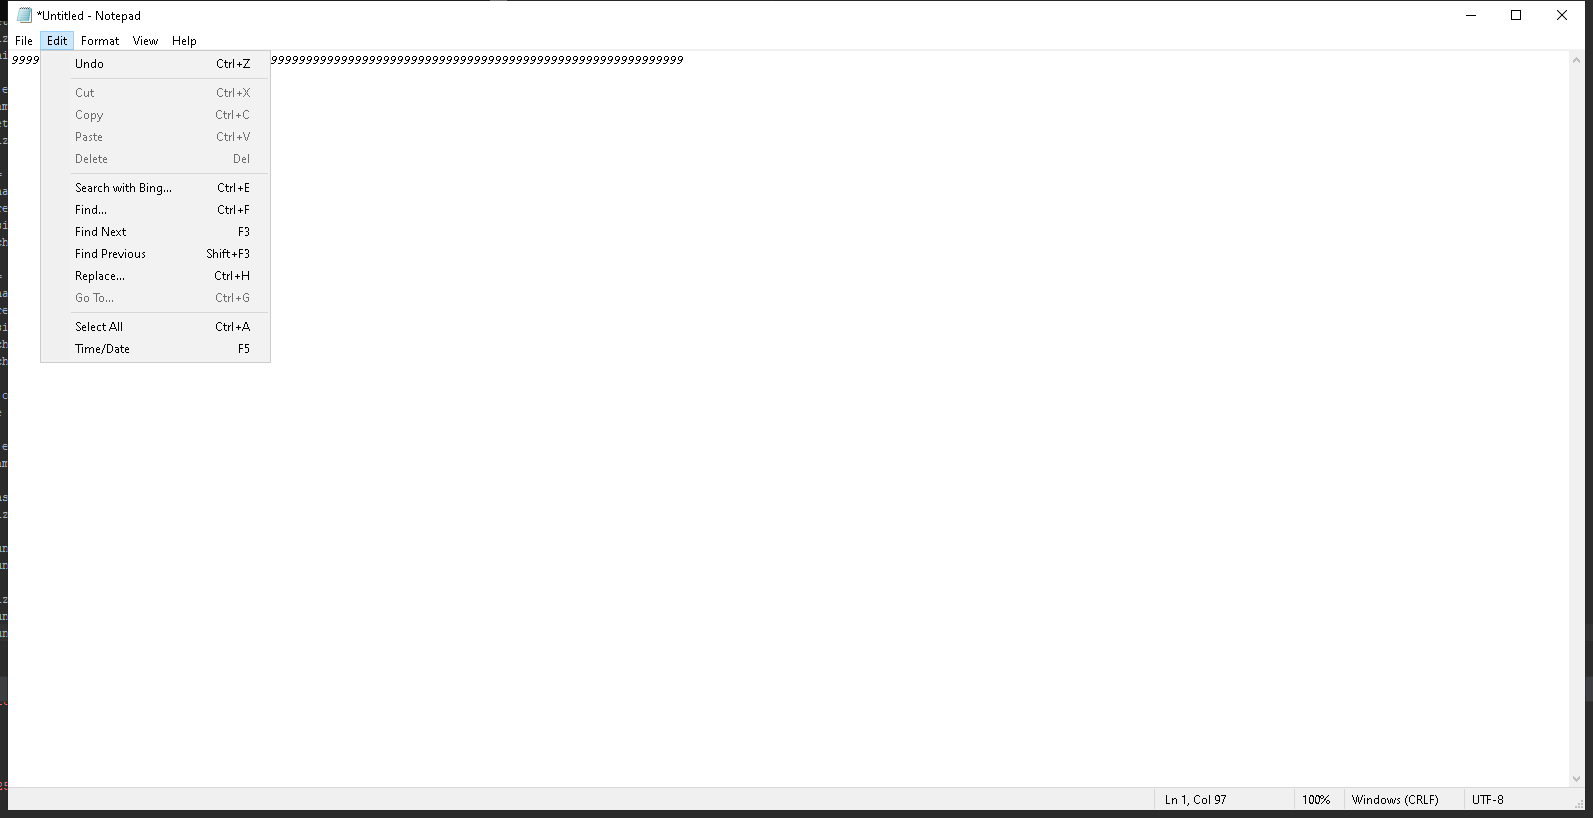 *Untitled - Notepad
File Edit Format View Help
9999 99999999999999999999999999999999999999999999999999999999999
Undo Ctrl+Z
Cut Ctrl+X
Copy Ctrl+C
Paste Ctrl+V
Delete Del
Search with Bing... Ctrl+E
Find... Ctrl+F
Find Next F3
Find Previous Shift+F3
Replace... Ctrl+H
Go To... Ctrl+G
Select All Ctrl+A
Time/Date F5
Ln 1, Col 97 100% Windows (CRLF) UTF-8